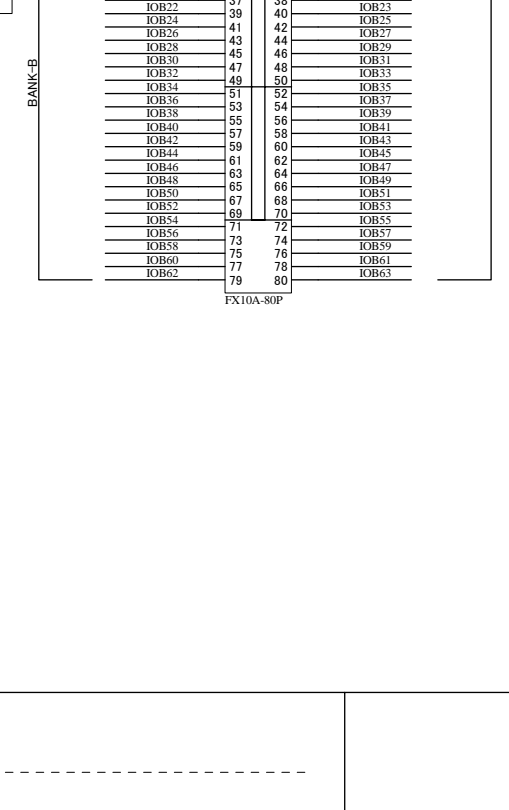 37 38
IOB22 39 40 IOB23
IOB24 41 42 IOB25
IOB26 43 44 IOB27
IOB28 45 46 IOB29
IOB30 47 48 IOB31
IOB32 49 50 IOB33
IOB34 51 52 IOB35
IOB36 53 54 IOB37
IOB38 55 56 IOB39
IOB40 57 58 IOB41
IOB42 59 60 IOB43
IOB44 61 62 IOB45
IOB46 63 64 IOB47
IOB48 65 66 IOB49
IOB50 67 68 IOB51
IOB52 69 70 IOB53
IOB54 71 72 IOB55
IOB56 73 74 IOB57
IOB58 75 76 IOB59
IOB60 77 78 IOB61
IOB62 79 80 IOB63
BANK-B
FX10A-80P